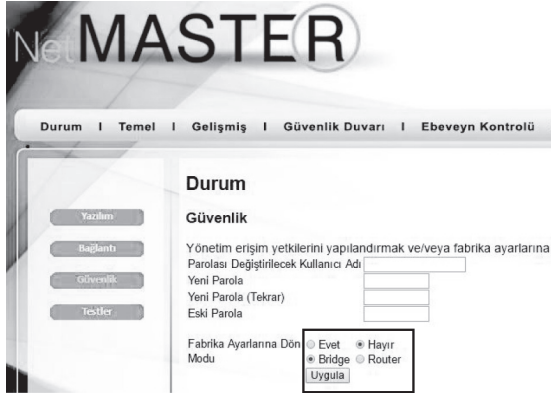 NetMASTER
Durum I Temel I Gelişmiş I Güvenlik Duvarı I Ebeveyn Kontrolü
Durum
Güvenlik
Yazılım
Bağlantı
Güvenlik
Testler
Yönetim erişim yetkilerini yapılandırmak ve/veya fabrika ayarlarına
Parolası Değiştirilecek Kullanıcı Adı
Yeni Parola
Yeni Parola (Tekrar)
Eski Parola
Fabrika Ayarlarına Dön Evet Hayır
Modu Bridge Router
Uygula